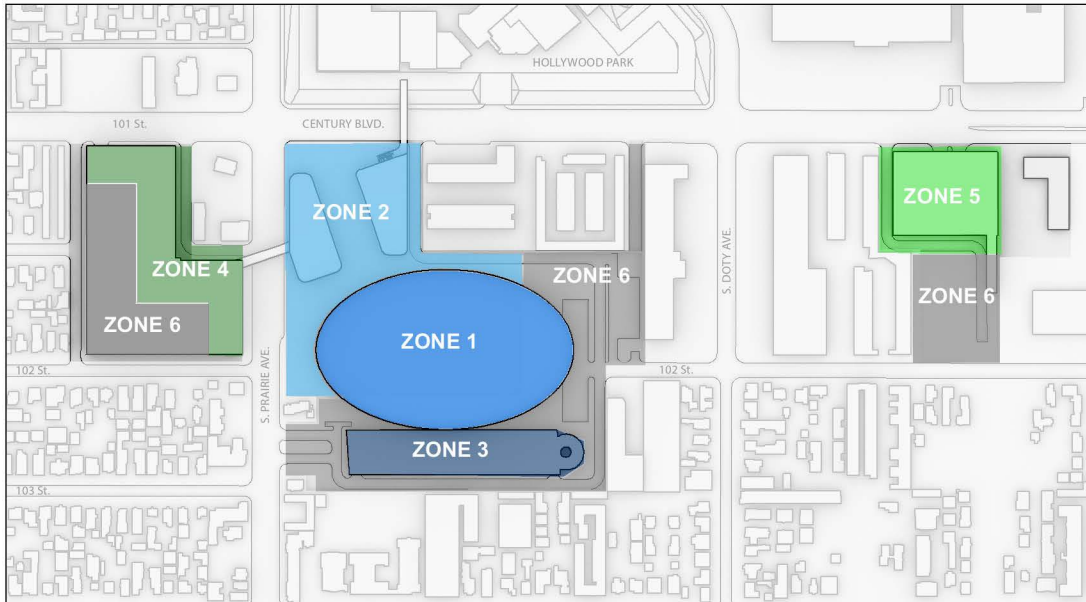 HOLLYWOOD PARK
101 St.
CENTURY BLVD.
ZONE 2
ZONE 5
ZONE 4
S. DOTY AVE.
ZONE 6
ZONE 6
ZONE 6
ZONE 1
S. PRAIRIE AVE.
102 St.
102 St.
ZONE 3
103 St.